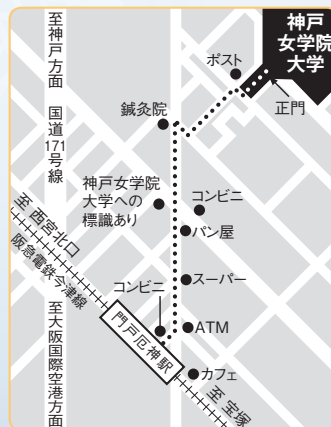 神戸
女学院
大学
ポスト
正門
至神戸方面
国道
171
号線
鍼灸院
神戸女学院
大学への
標識あり
コンビニ
パン屋
至 西宮北口
阪急電鉄今津線
スーパー
コンビニ
ATM
門戸厄神駅
カフェ
至 宝塚
至大阪国際空港方面